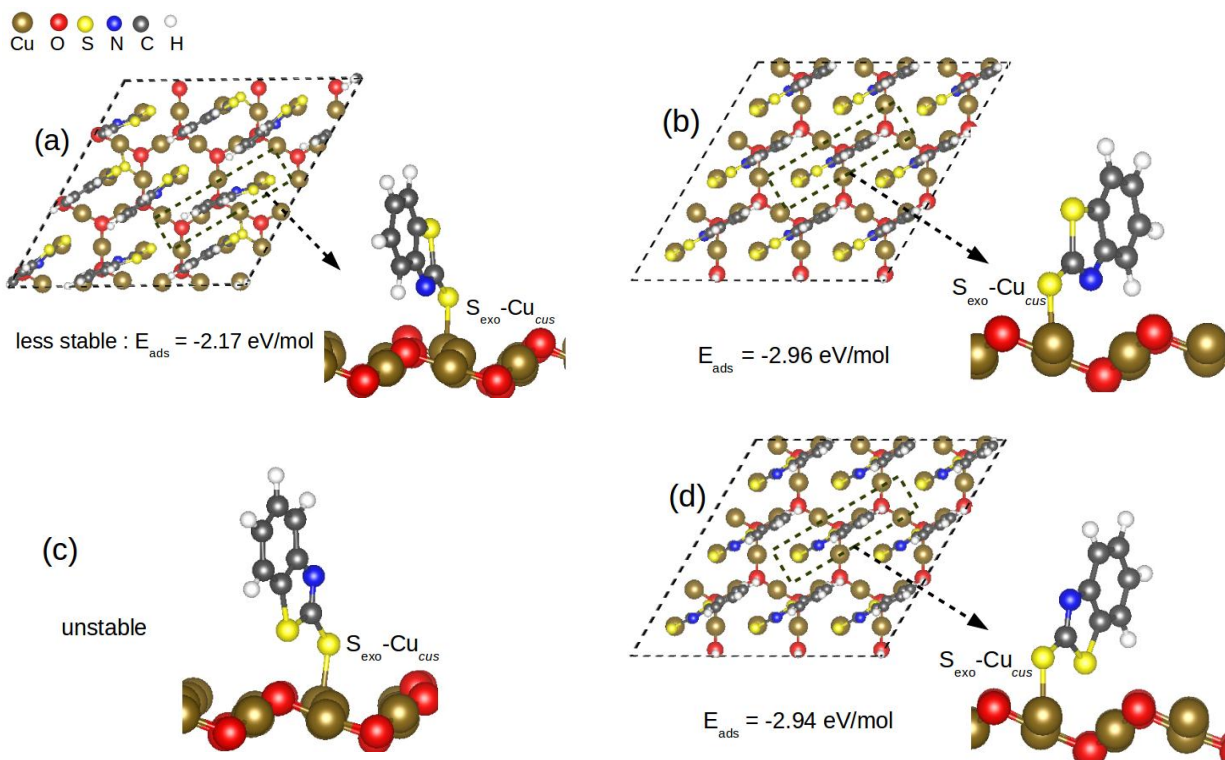 Cu O S N C H
(a)
S_exo-Cu_cus
less stable : E_ads = -2.17 eV/mol
(b)
S_exo-Cu_cus
E_ads = -2.96 eV/mol
(c)
unstable
S_exo-Cu_cus
(d)
S_exo-Cu_cus
E_ads = -2.94 eV/mol